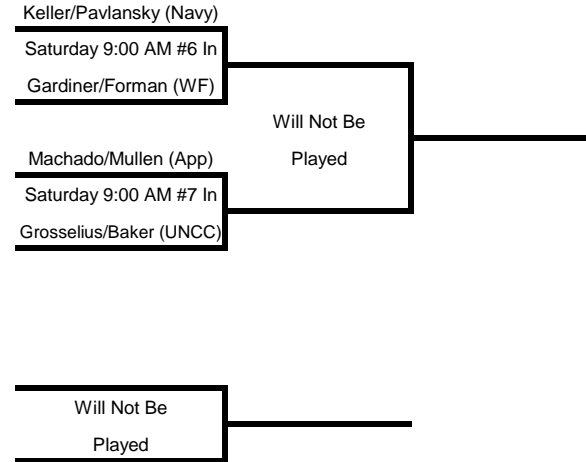 Keller/Pavlansky (Navy)
Saturday 9:00 AM #6 In
Gardiner/Forman (WF)
Will Not Be
Played
Machado/Mullen (App)
Saturday 9:00 AM #7 In
Grosselius/Baker (UNCC)
Will Not Be
Played